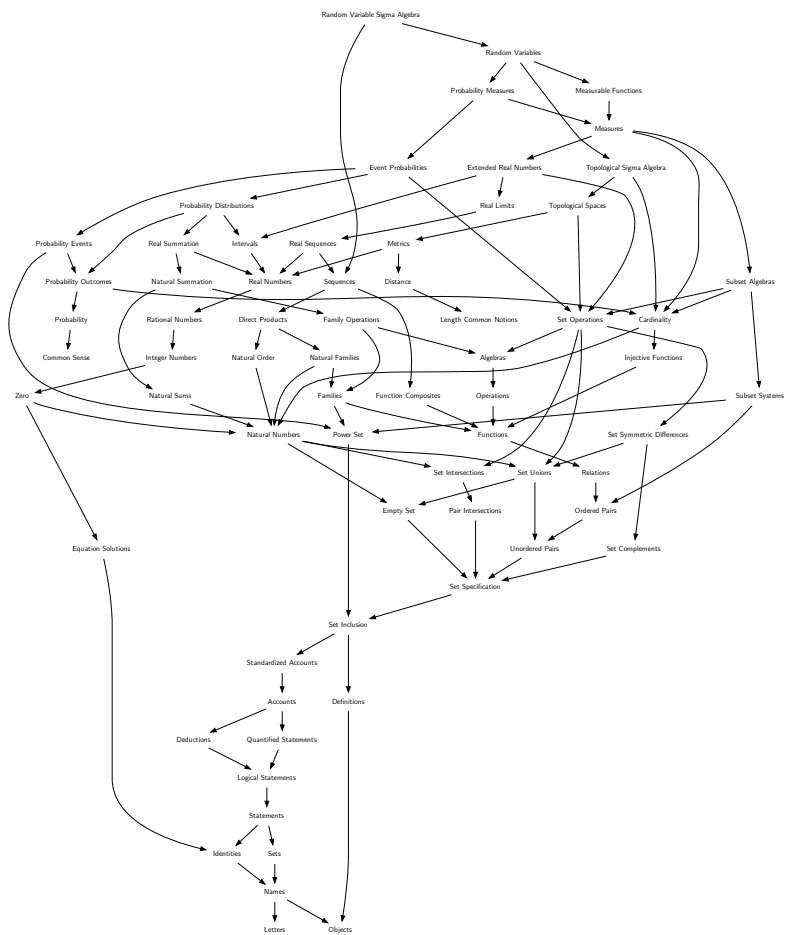 Random Variable Sigma Algebra
Random Variables
Probability Measures
Measurable Functions
Measures
Event Probabilities
Extended Real Numbers
Topological Sigma Algebra
Probability Distributions
Real Limits
Topological Spaces
Probability Events
Real Summation
Intervals
Real Sequences
Metrics
Probability Outcomes
Natural Summation
Real Numbers
Sequences
Distance
Subset Algebras
Probability
Rational Numbers
Direct Products
Family Operations
Length Common Notions
Set Operations
Cardinality
Common Sense
Integer Numbers
Natural Order
Natural Families
Algebras
Injective Functions
Zero
Natural Sums
Families
Function Composites
Operations
Subset Systems
Natural Numbers
Power Set
Functions
Set Symmetric Differences
Set Intersections
Set Unions
Relations
Empty Set
Pair Intersections
Ordered Pairs
Equation Solutions
Unordered Pairs
Set Complements
Set Specification
Set Inclusion
Standardized Accounts
Accounts
Definitions
Deductions
Quantified Statements
Logical Statements
Statements
Identities
Sets
Names
Letters
Objects